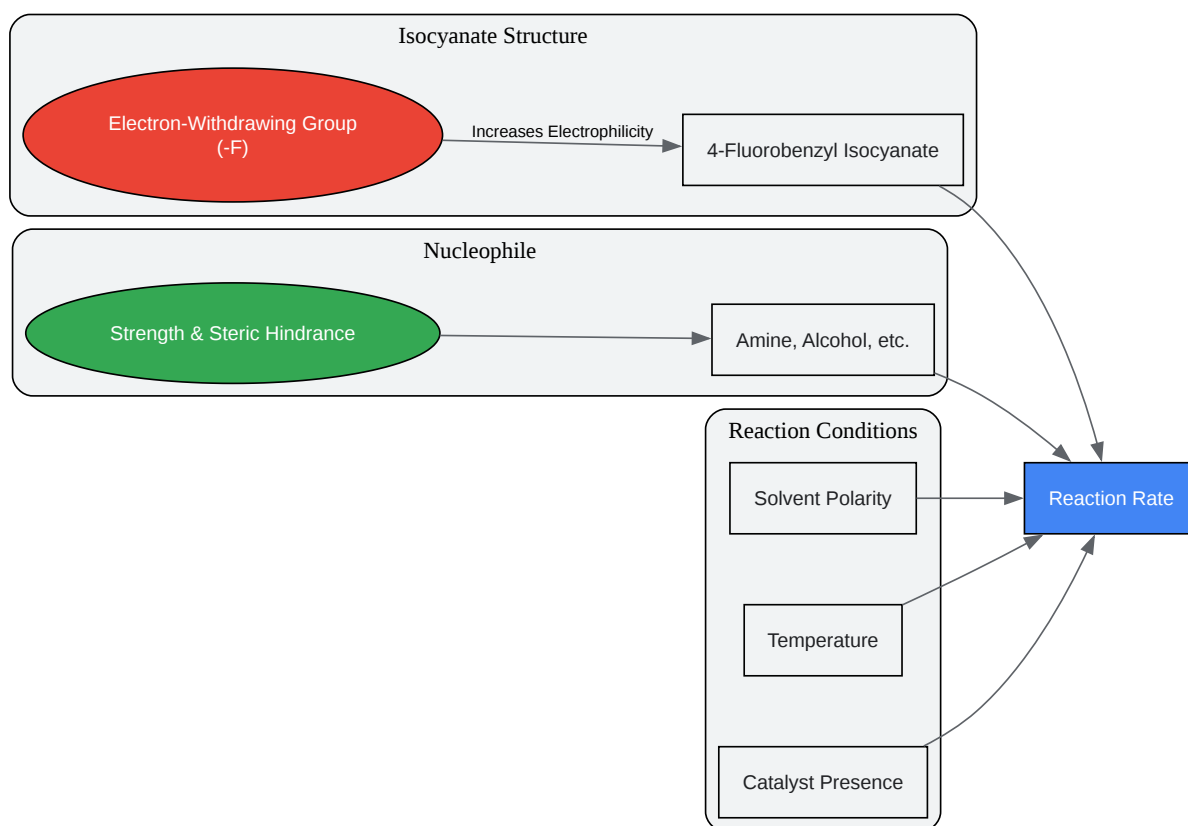 Isocyanate Structure
Electron-Withdrawing Group
(-F)
Increases Electrophilicity
4-Fluorobenzyl Isocyanate
Nucleophile
Strength & Steric Hindrance
Amine, Alcohol, etc.
Reaction Conditions
Solvent Polarity
Reaction Rate
Temperature
Catalyst Presence